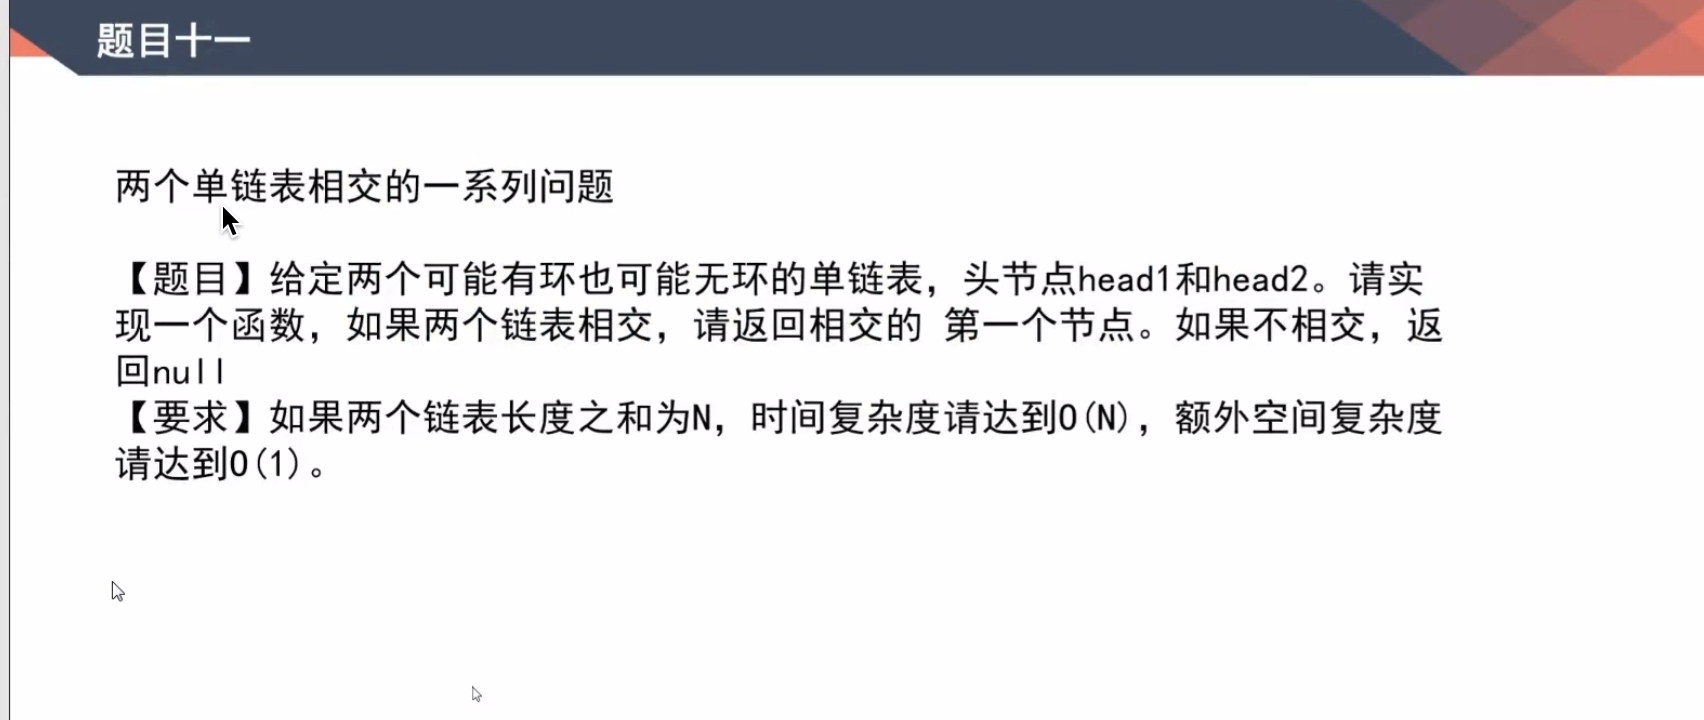 题目十一
两个单链表相交的一系列问题
【题目】给定两个可能有环也可能无环的单链表，头节点head1和head2。请实
现一个函数，如果两个链表相交，请返回相交的 第一个节点。如果不相交，返
回null
【要求】如果两个链表长度之和为N，时间复杂度请达到O(N)，额外空间复杂度
请达到O(1)。